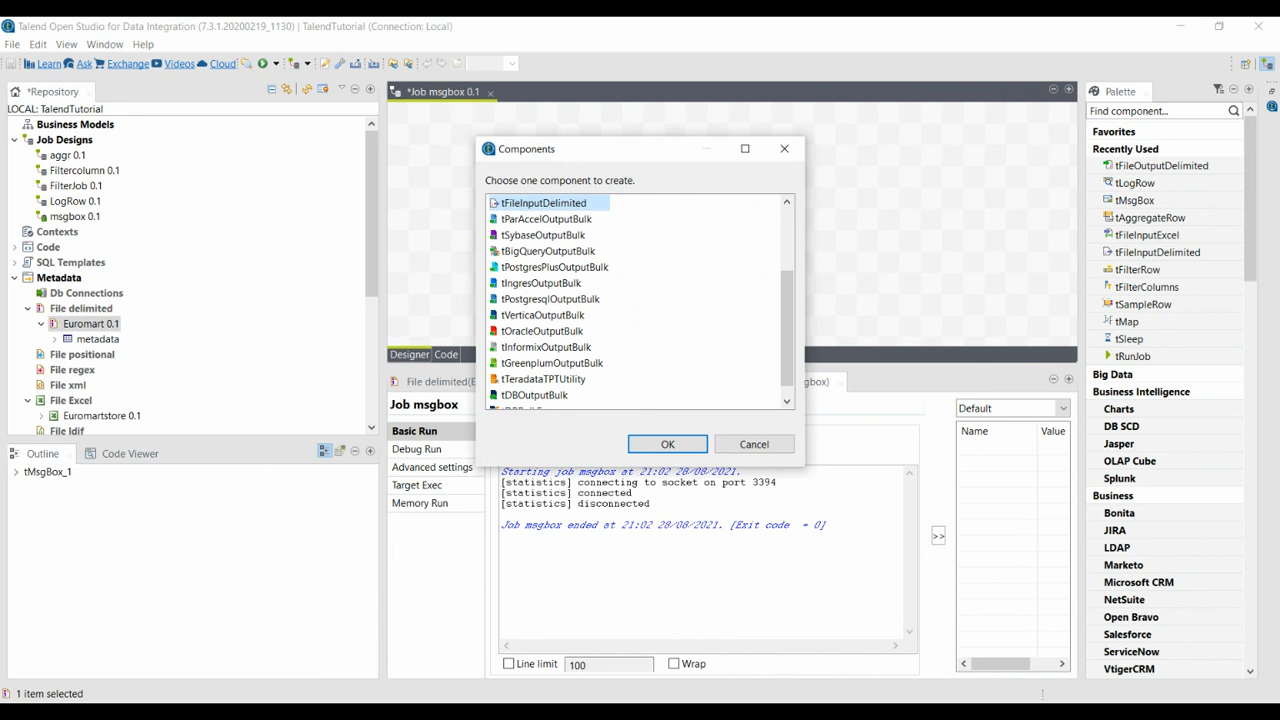 Talend Open Studio for Data Integration (7.3.1.20200219_1130) | TalendTutorial (Connection: Local)
File Edit View Window Help
Learn Ask Exchange Videos Cloud
*Repository
LOCAL: TalendTutorial
Business Models
Job Designs
aggr 0.1
Filtercolumn 0.1
FilterJob 0.1
LogRow 0.1
msgbox 0.1
Contexts
Code
SQL Templates
Metadata
Db Connections
File delimited
Euromart 0.1
metadata
File positional
File regex
File xml
File Excel
Euromartstore 0.1
File ldif
Outline
Code Viewer
tMsgBox_1
1 item selected
*Job msgbox 0.1
Components
Choose one component to create.
tFileInputDelimited
tParAccelOutputBulk
tSybaseOutputBulk
tBigQueryOutputBulk
tPostgresPlusOutputBulk
tIngresOutputBulk
tPostgresqlOutputBulk
tVerticaOutputBulk
tOracleOutputBulk
tInformixOutputBulk
tGreenplumOutputBulk
tTeradataTPTUtility
tDBOutputBulk
OK
Cancel
Designer Code
File delimited(E
gbox)
Job msgbox
Basic Run
Debug Run
Advanced settings
Target Exec
Memory Run
Starting job msgbox at 21:02 28/08/2021.
[statistics] connecting to socket on port 3394
[statistics] connected
[statistics] disconnected
Job msgbox ended at 21:02 28/08/2021. [Exit code = 0]
Line limit
100
Wrap
>>
Default
Name Value
Palette
Find component...
Favorites
Recently Used
tFileOutputDelimited
tLogRow
tMsgBox
tAggregateRow
tFileInputExcel
tFileInputDelimited
tFilterRow
tFilterColumns
tSampleRow
tMap
tSleep
tRunJob
Big Data
Business Intelligence
Charts
DB SCD
Jasper
OLAP Cube
Splunk
Business
Bonita
JIRA
LDAP
Marketo
Microsoft CRM
NetSuite
Open Bravo
Salesforce
ServiceNow
VtigerCRM